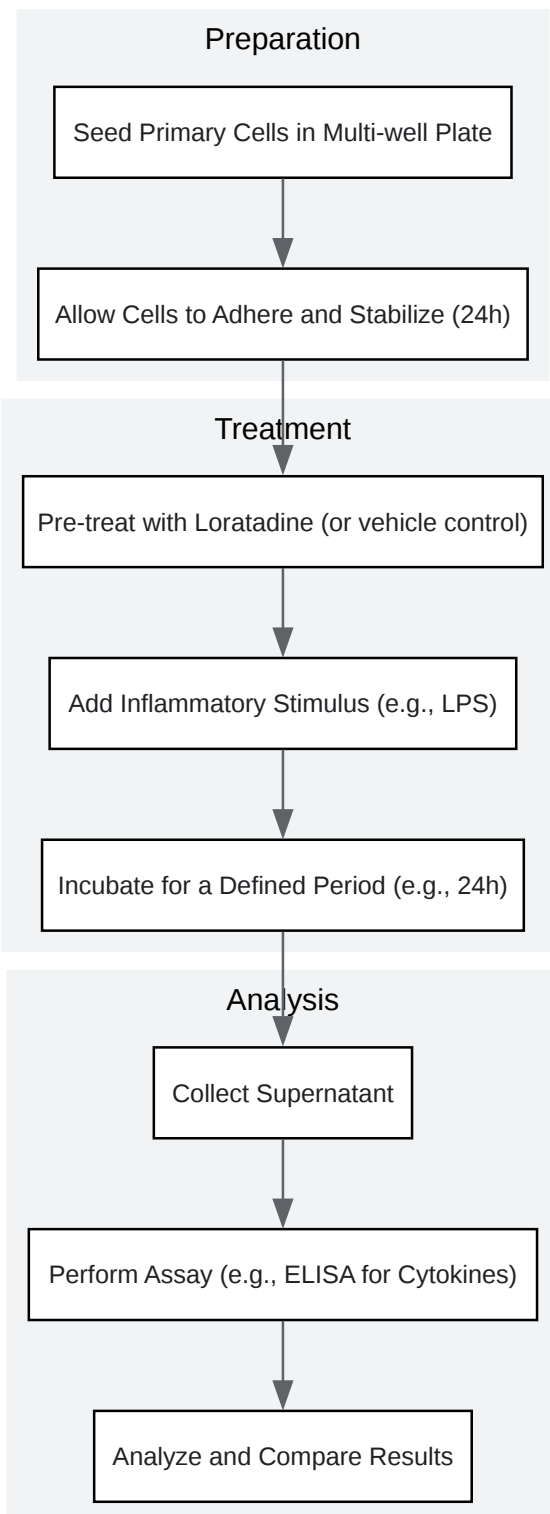 Preparation
Seed Primary Cells in Multi-well Plate
Allow Cells to Adhere and Stabilize (24h)
Treatment
Pre-treat with Loratadine (or vehicle control)
Add Inflammatory Stimulus (e.g., LPS)
Incubate for a Defined Period (e.g., 24h)
Analysis
Collect Supernatant
Perform Assay (e.g., ELISA for Cytokines)
Analyze and Compare Results